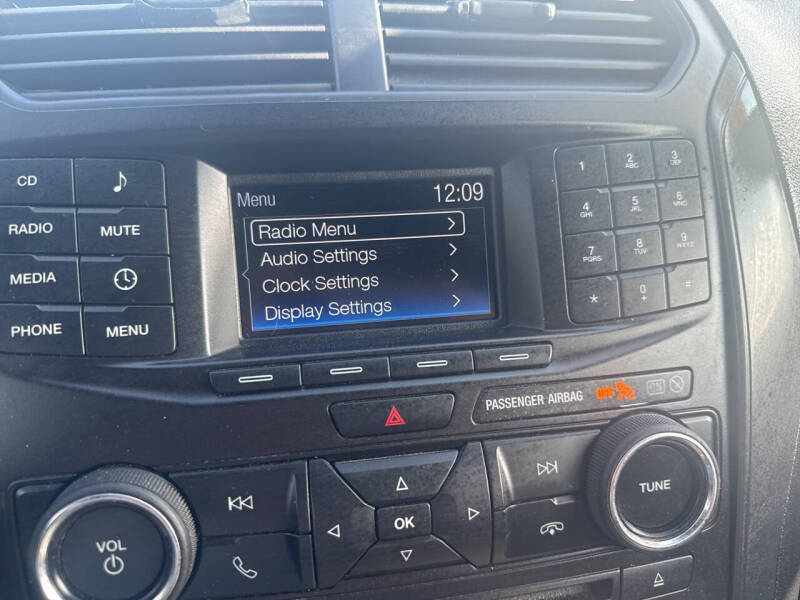 Menu 12:09
Radio Menu
Audio Settings
Clock Settings
Display Settings
CD
RADIO MUTE
MEDIA
PHONE MENU
1 2 ABC 3 DEF
4 GHI 5 JKL 6 MNO
7 PQRS 8 TUV 9 WXYZ
* 0 + #
PASSENGER AIRBAG OFF ON
VOL
OK
TUNE